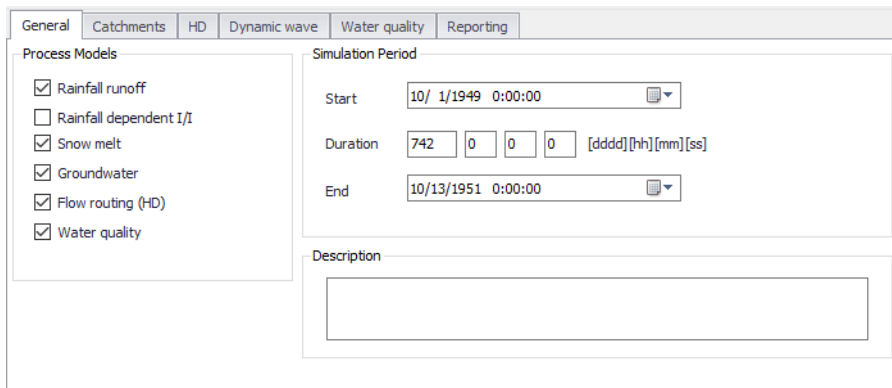 General Catchments HD Dynamic wave Water quality Reporting
Process Models
Rainfall runoff
Rainfall dependent I/I
Snow melt
Groundwater
Flow routing (HD)
Water quality
Simulation Period
Start 10/ 1/1949 0:00:00
Duration 742 0 0 0 [dddd][hh][mm][ss]
End 10/13/1951 0:00:00
Description